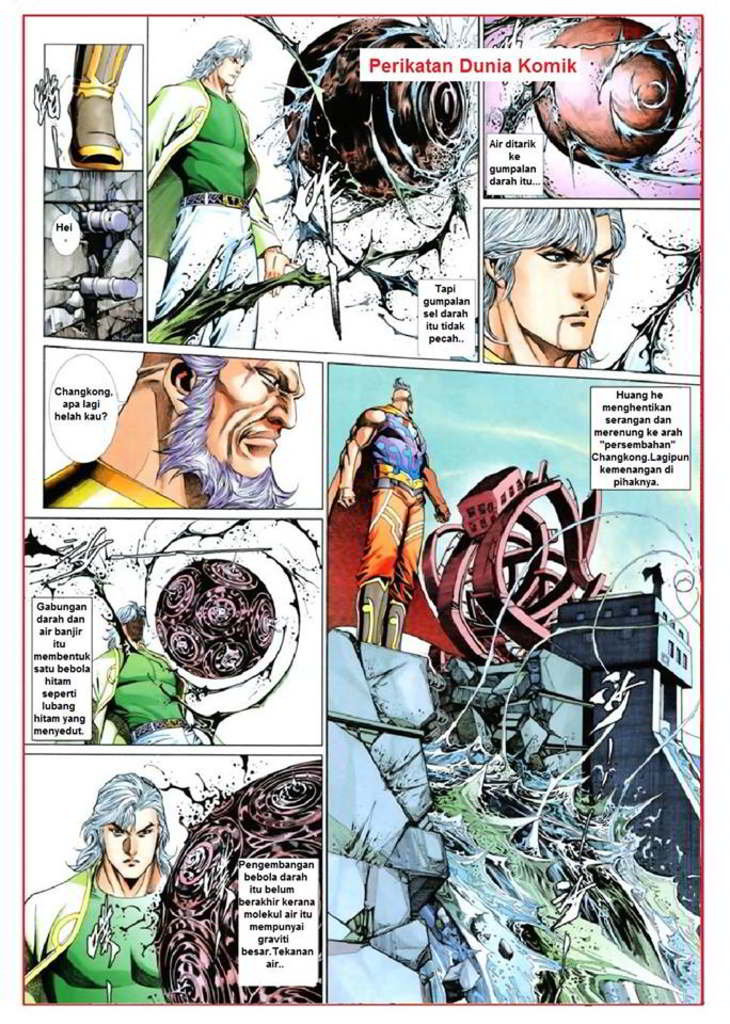 Perikatan Dunia Komik
Hei
.
Tapi
gumpalan
sel darah
itu tidak
pecah..
Air ditarik
ke
gumpalan
darah itu...
Changkong,
apa lagi
helah kau?
Huang he
menghentikan
serangan dan
merenung ke arah
"persembahan"
Changkong.Lagipun
kemenangan di
pihaknya.
Gabungan
darah dan
air banjir
itu
membentuk
satu bebola
hitam
seperti
lubang
hitam yang
menyedut.
Pengembangan
bebola darah
itu belum
berakhir kerana
molekul air itu
mempunyai
graviti
besar.Tekanan
air..